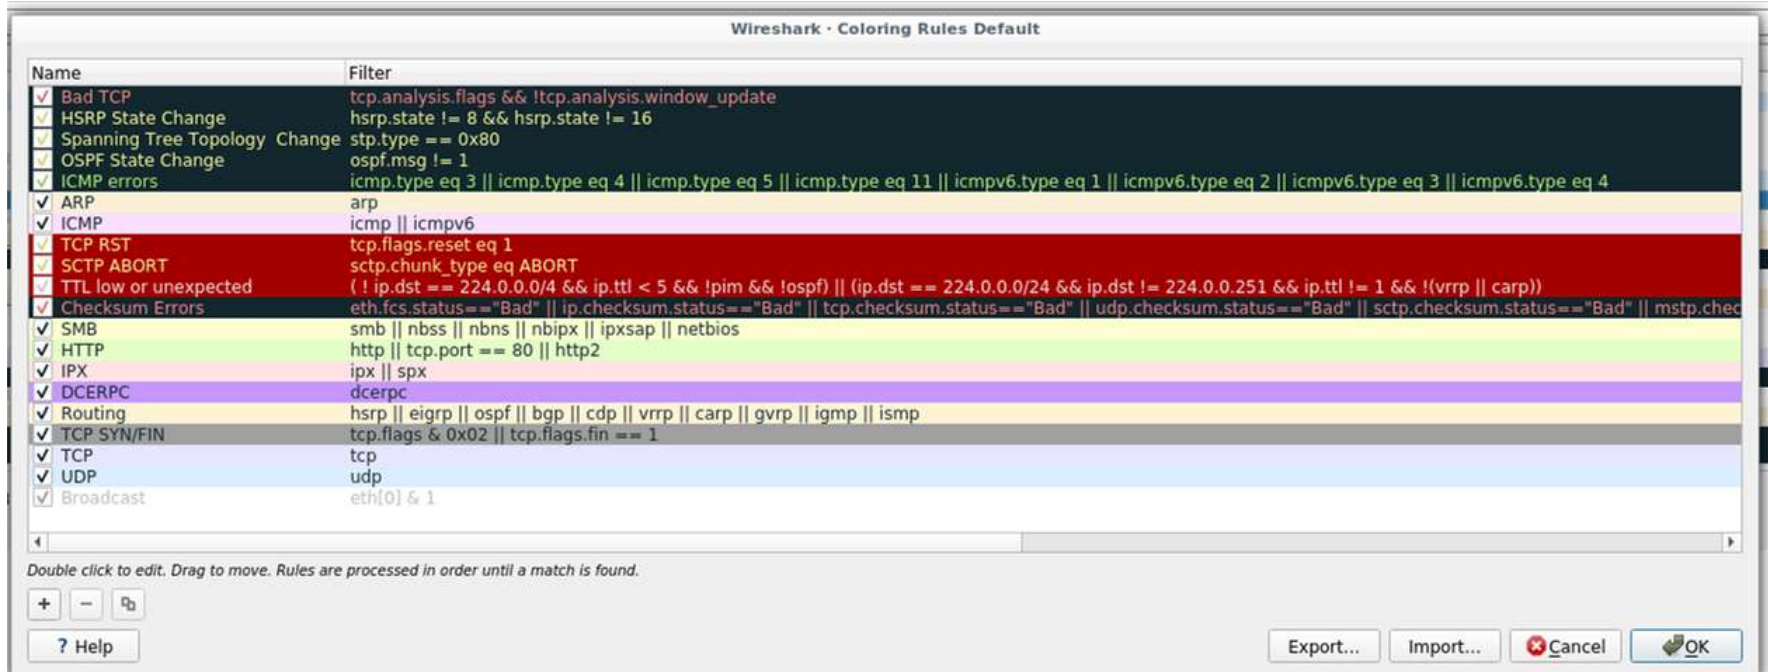 Wireshark · Coloring Rules Default
Name Filter
Bad TCP tcp.analysis.flags && !tcp.analysis.window_update
HSRP State Change hsrp.state != 8 && hsrp.state != 16
Spanning Tree Topology  Change stp.type == 0x80
OSPF State Change ospf.msg != 1
ICMP errors icmp.type eq 3 || icmp.type eq 4 || icmp.type eq 5 || icmp.type eq 11 || icmpv6.type eq 1 || icmpv6.type eq 2 || icmpv6.type eq 3 || icmpv6.type eq 4
ARP arp
ICMP icmp || icmpv6
TCP RST tcp.flags.reset eq 1
SCTP ABORT sctp.chunk_type eq ABORT
TTL low or unexpected ( ! ip.dst == 224.0.0.0/4 && ip.ttl < 5 && !pim && !ospf) || (ip.dst == 224.0.0.0/24 && ip.dst != 224.0.0.251 && ip.ttl != 1 && !(vrrp || carp))
Checksum Errors eth.fcs.status=="Bad" || ip.checksum.status=="Bad" || tcp.checksum.status=="Bad" || udp.checksum.status=="Bad" || sctp.checksum.status=="Bad" || mstp.chec
SMB smb || nbss || nbns || nbipx || ipxsap || netbios
HTTP http || tcp.port == 80 || http2
IPX ipx || spx
DCERPC dcerpc
Routing hsrp || eigrp || ospf || bgp || cdp || vrrp || carp || gvrp || igmp || ismp
TCP SYN/FIN tcp.flags & 0x02 || tcp.flags.fin == 1
TCP tcp
UDP udp
Broadcast eth[0] & 1
Double click to edit. Drag to move. Rules are processed in order until a match is found.
? Help Export... Import... Cancel OK